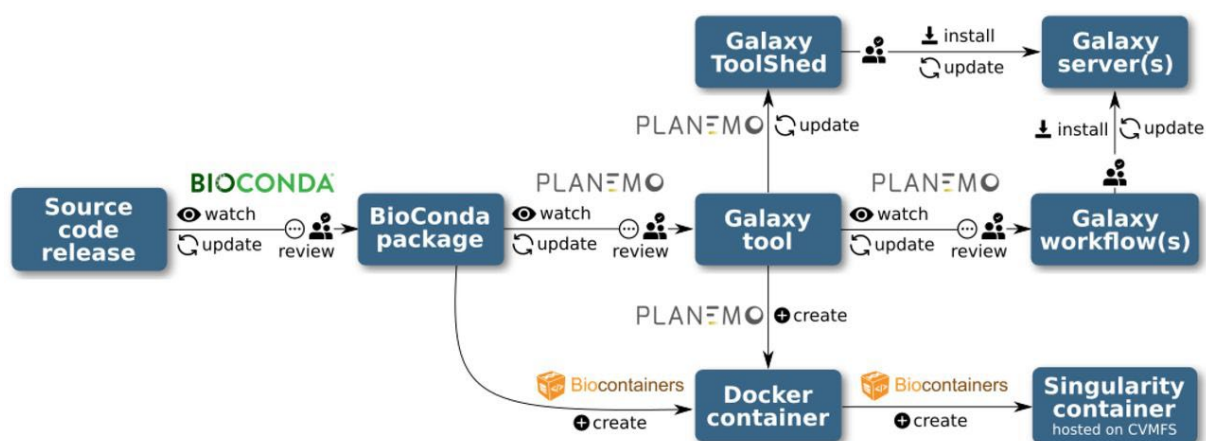 Galaxy
ToolShed
install
update
Galaxy
server(s)
PLANEMO
update
install
update
BIOCONDA
PLANEMO
PLANEMO
Source
code
release
watch
update
review
BioConda
package
watch
update
review
Galaxy
tool
watch
update
review
Galaxy
workflow(s)
PLANEMO
create
Biocontainers
create
Docker
container
Biocontainers
create
Singularity
container
hosted on CVMFS